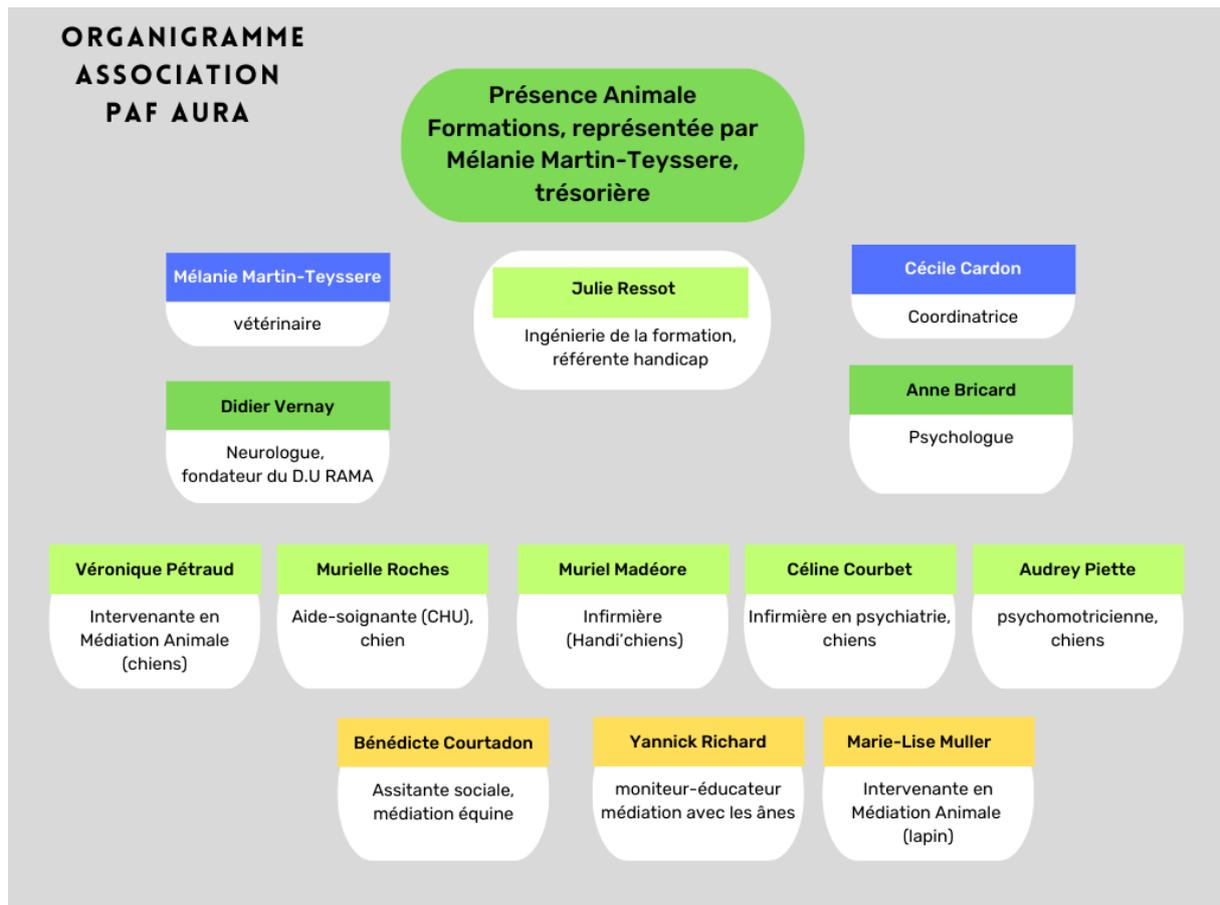 ORGANIGRAMME
ASSOCIATION
PAF AURA
Présence Animale
Formations, représentée par
Mélanie Martin-Teyssere,
trésorière
Mélanie Martin-Teyssere
vétérinaire
Julie Ressot
Ingénierie de la formation,
référente handicap
Cécile Cardon
Coordinatrice
Didier Vernay
Neurologue,
fondateur du D.U RAMA
Anne Bricard
Psychologue
Véronique Pétraud
Intervenante en
Médiation Animale
(chiens)
Murielle Roches
Aide-soignante (CHU),
chien
Muriel Madéore
Infirmière
(Handi'chiens)
Céline Courbet
Infirmière en psychiatrie,
chiens
Audrey Piette
psychomotricienne,
chiens
Bénédicte Courtadon
Assitante sociale,
médiation équine
Yannick Richard
moniteur-éducateur
médiation avec les ânes
Marie-Lise Muller
Intervenante en
Médiation Animale
(lapin)